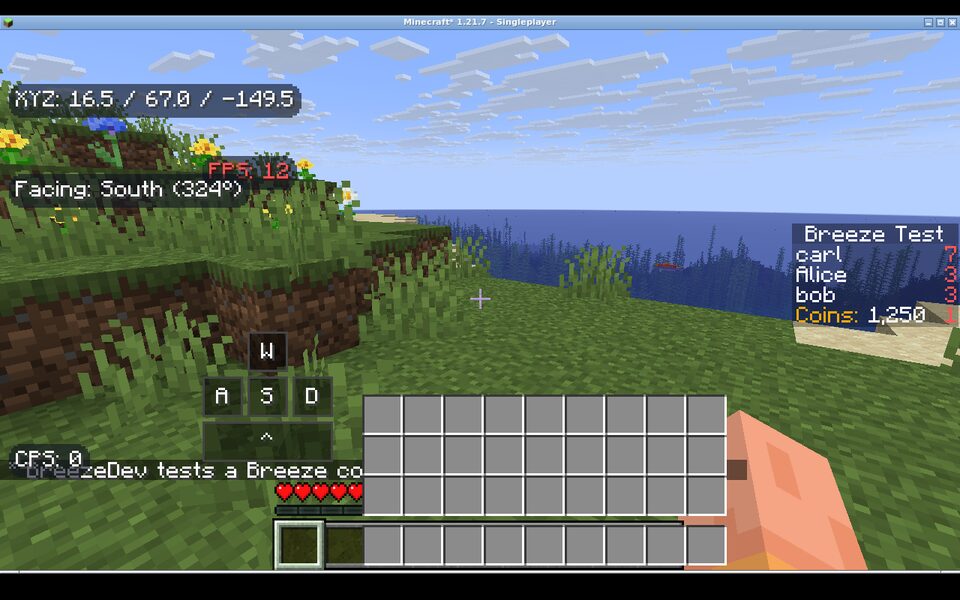 Minecraft* 1.21.7 - Singleplayer
XYZ: 16.5 / 67.0 / -149.5
FPS: 12
Facing: South (324°)
Breeze Test
carl 7
Alice 3
bob 3
Coins: 1,250 1
W
A S D
^
CPS: 0
BreezeDev tests a Breeze co